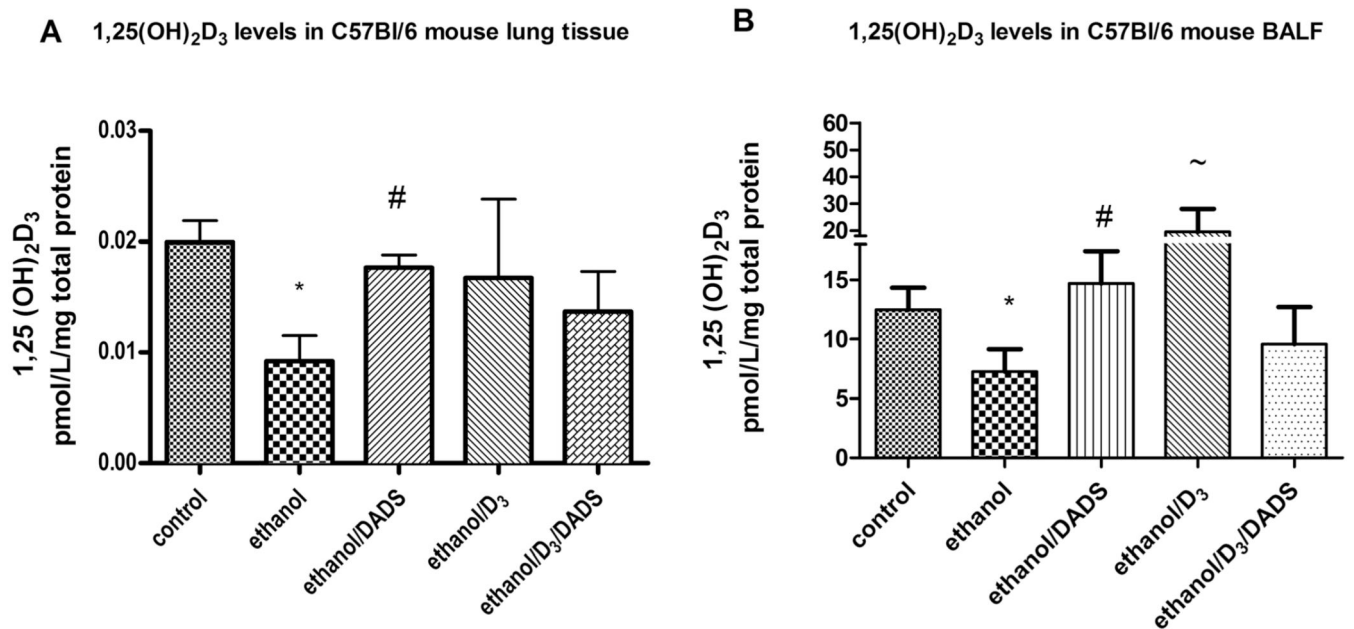 A 1,25(OH)₂D₃ levels in C57Bl/6 mouse lung tissue
1,25 (OH)₂D₃
pmol/L/mg total protein
0.03
0.02
0.01
0.00
*
#
control
ethanol
ethanol/DADS
ethanol/D₃
ethanol/D₃/DADS
B 1,25(OH)₂D₃ levels in C57Bl/6 mouse BALF
1,25 (OH)₂D₃
pmol/L/mg total protein
60
50
40
30
20
15
10
5
0
*
#
~
control
ethanol
ethanol/DADS
ethanol/D₃
ethanol/D₃/DADS